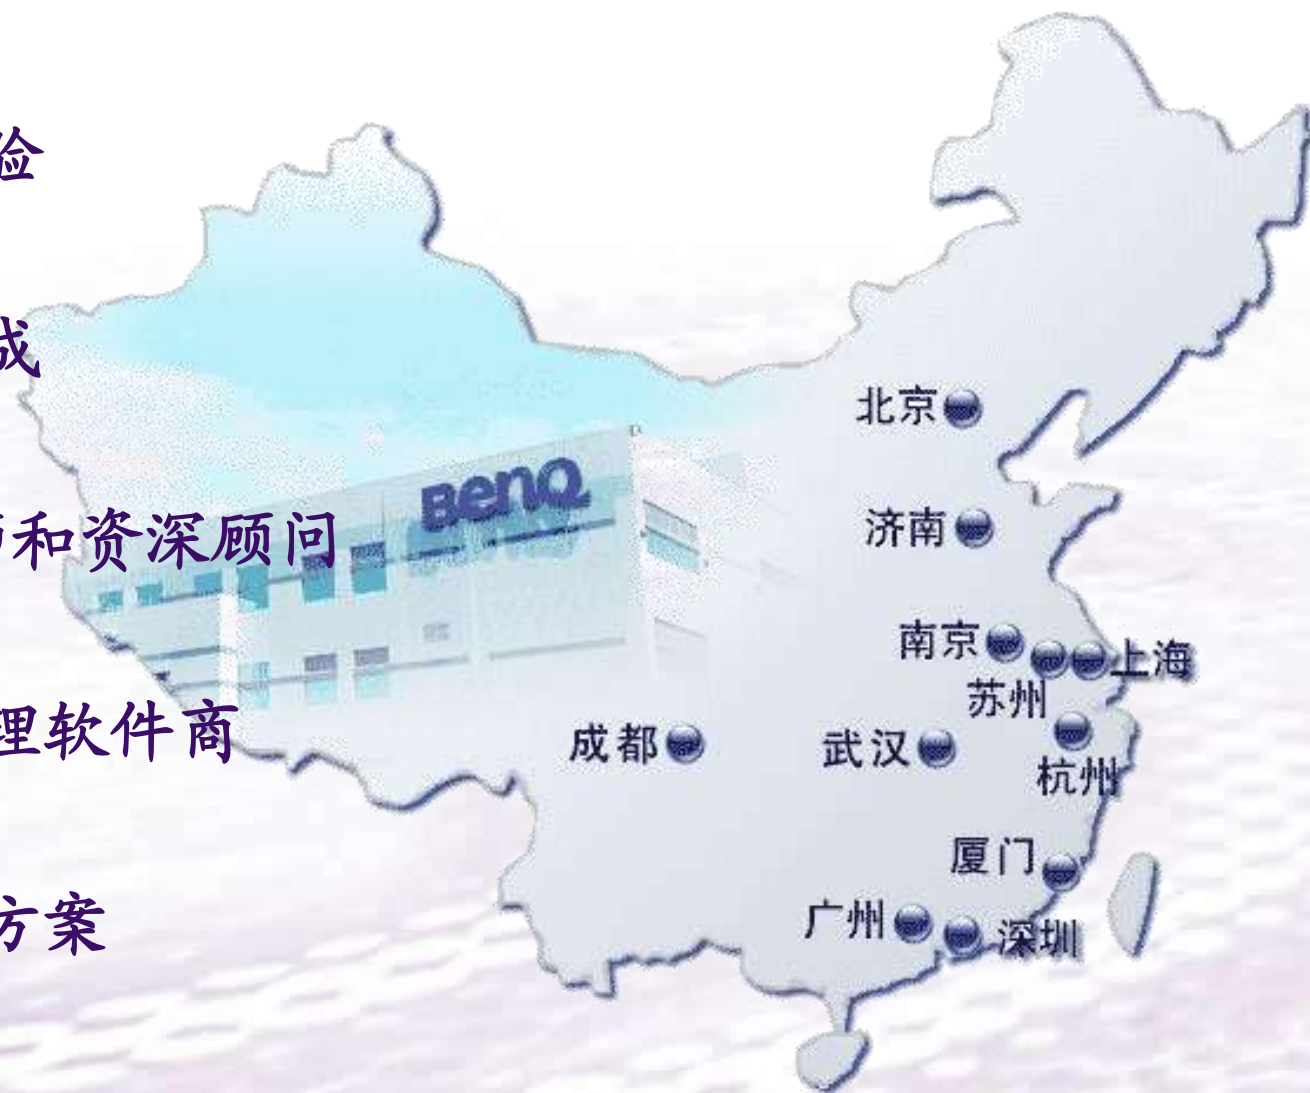 验
成
和资深顾问
理软件商
方案
BenQ
北京
济南
南京
上海
苏州
成都
武汉
杭州
厦门
广州
深圳